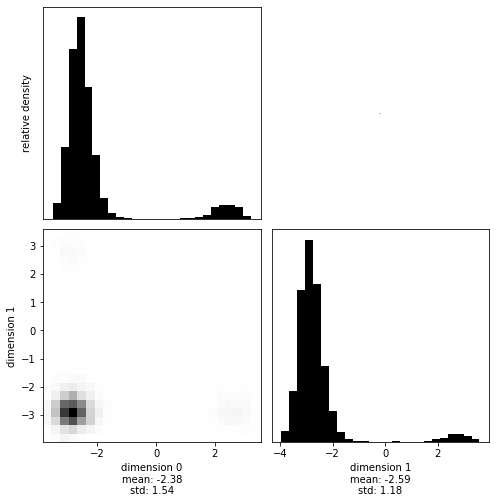 relative density
dimension 1
3
2
1
0
−1
−2
−3
−2 0 2
dimension 0
mean: -2.38
std: 1.54
−4 −2 0 2
dimension 1
mean: -2.59
std: 1.18